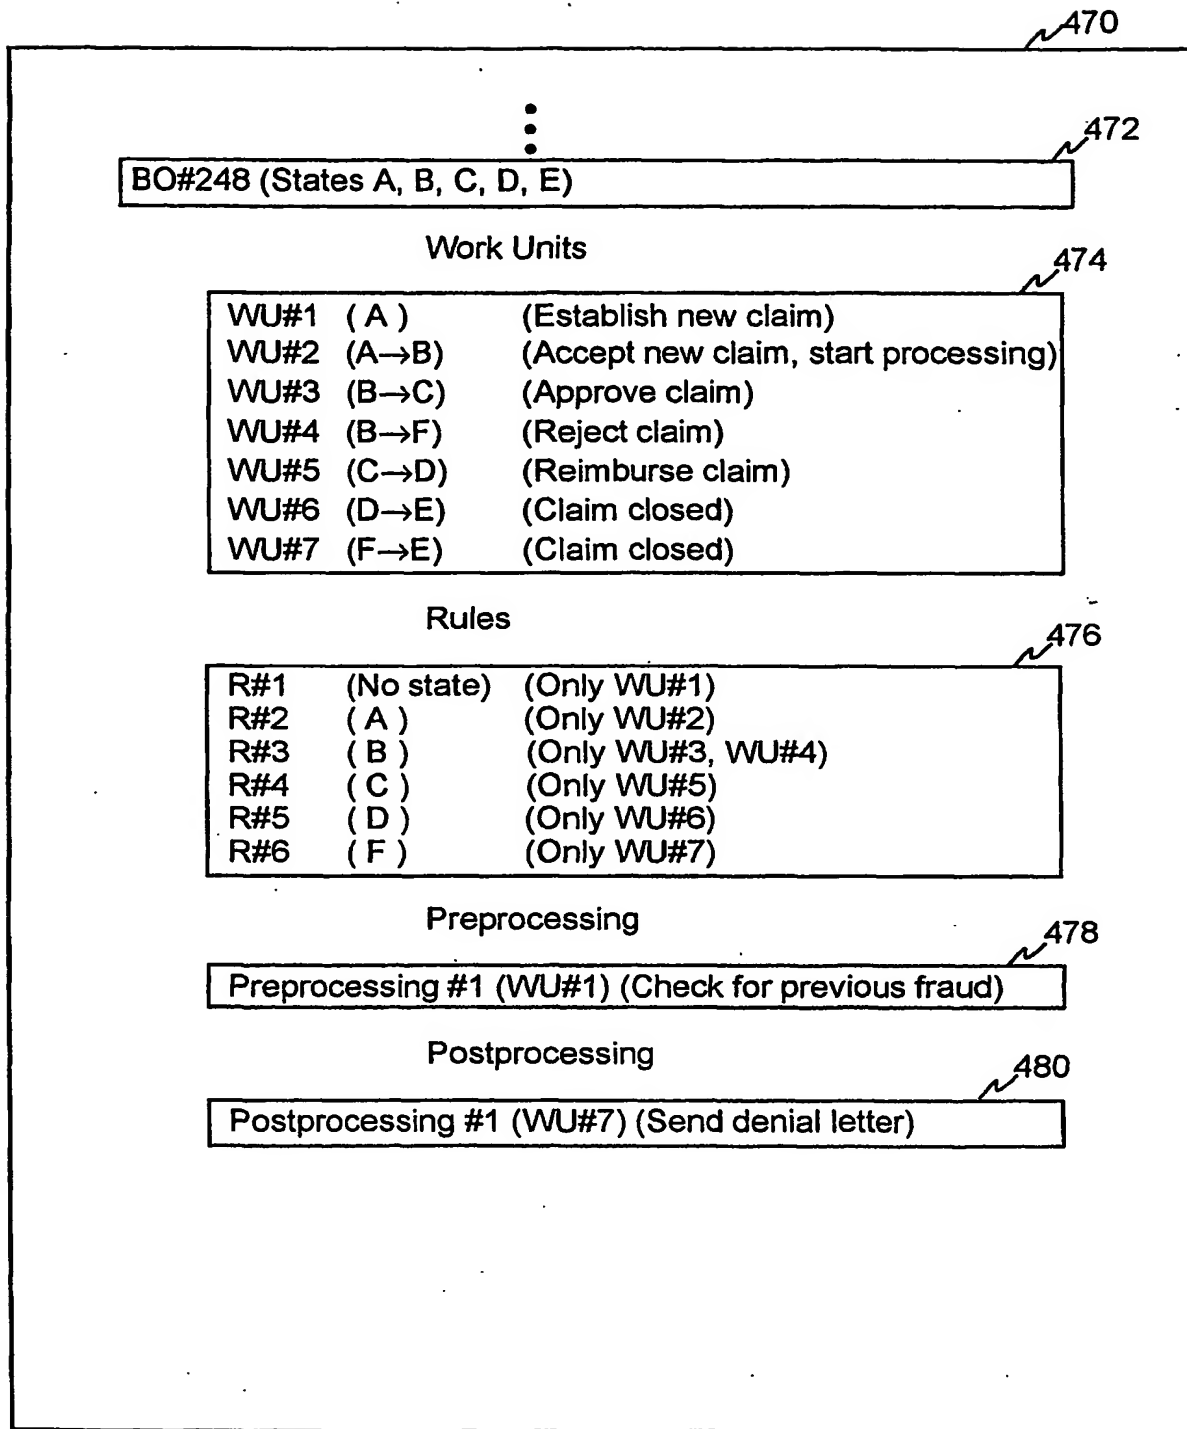 470
472
BO#248 (States A, B, C, D, E)
Work Units
474
WU#1 ( A ) (Establish new claim)
WU#2 (A→B) (Accept new claim, start processing)
WU#3 (B→C) (Approve claim)
WU#4 (B→F) (Reject claim)
WU#5 (C→D) (Reimburse claim)
WU#6 (D→E) (Claim closed)
WU#7 (F→E) (Claim closed)
Rules
476
R#1 (No state) (Only WU#1)
R#2 ( A ) (Only WU#2)
R#3 ( B ) (Only WU#3, WU#4)
R#4 ( C ) (Only WU#5)
R#5 ( D ) (Only WU#6)
R#6 ( F ) (Only WU#7)
Preprocessing
478
Preprocessing #1 (WU#1) (Check for previous fraud)
Postprocessing
480
Postprocessing #1 (WU#7) (Send denial letter)